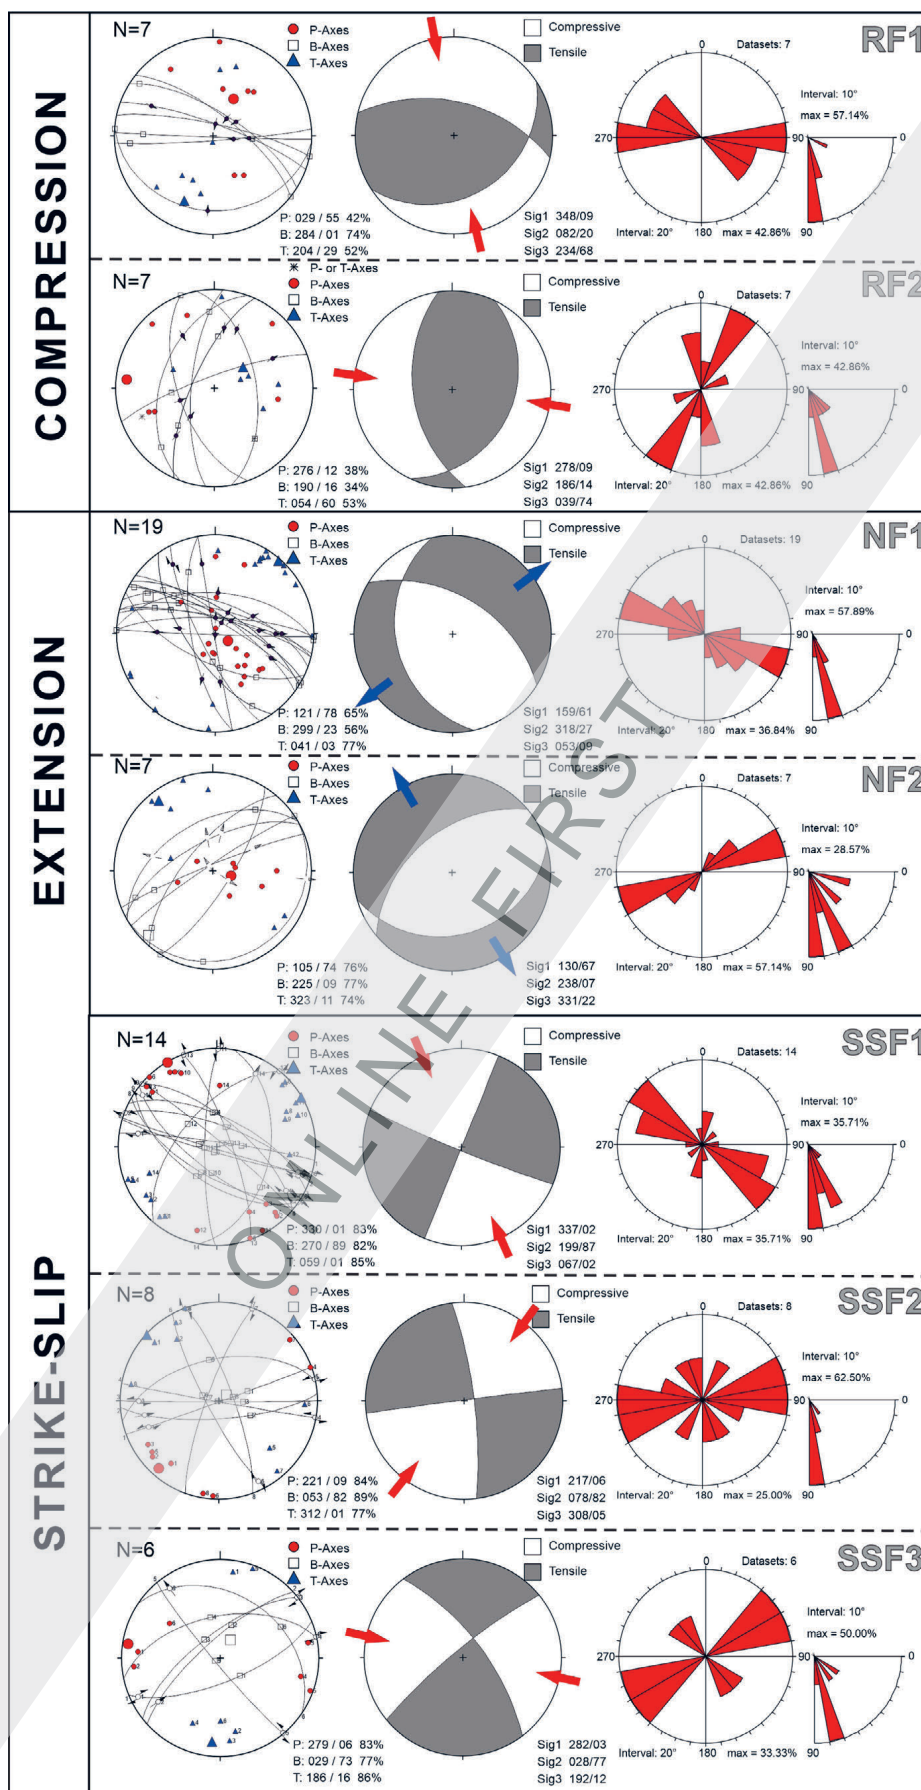 COMPRESSION
N=7
P-Axes
B-Axes
T-Axes
P: 029 / 55 42%
B: 284 / 01 74%
T: 204 / 29 52%
Compressive
Tensile
Sig1 348/09
Sig2 082/20
Sig3 234/68
0
Datasets: 7
RF1
270
90
Interval: 20° 180 max = 42.86%
Interval: 10°
max = 57.14%
0
90
N=7
P- or T-Axes
P-Axes
B-Axes
T-Axes
P: 276 / 12 38%
B: 190 / 16 34%
T: 054 / 60 53%
Compressive
Tensile
Sig1 278/09
Sig2 186/14
Sig3 039/74
0
Datasets: 7
RF2
270
90
Interval: 20° 180 max = 42.86%
Interval: 10°
max = 42.86%
0
90
EXTENSION
N=19
P-Axes
B-Axes
T-Axes
P: 121 / 78 65%
B: 299 / 23 56%
T: 041 / 03 77%
Compressive
Tensile
Sig1 159/61
Sig2 318/27
Sig3 053/09
0
Datasets: 19
NF1
270
90
Interval: 20° 180 max = 36.84%
Interval: 10°
max = 57.89%
0
90
N=7
P-Axes
B-Axes
T-Axes
P: 105 / 74 76%
B: 225 / 09 77%
T: 323 / 11 74%
Compressive
Tensile
Sig1 130/67
Sig2 238/07
Sig3 331/22
0
Datasets: 7
NF2
270
90
Interval: 20° 180 max = 57.14%
Interval: 10°
max = 28.57%
0
90
STRIKE-SLIP
N=14
P-Axes
B-Axes
T-Axes
P: 330 / 01 83%
B: 270 / 89 82%
T: 059 / 01 85%
Compressive
Tensile
Sig1 337/02
Sig2 199/87
Sig3 067/02
0
Datasets: 14
SSF1
270
90
Interval: 20° 180 max = 35.71%
Interval: 10°
max = 35.71%
0
90
N=8
P-Axes
B-Axes
T-Axes
P: 221 / 09 84%
B: 053 / 82 89%
T: 312 / 01 77%
Compressive
Tensile
Sig1 217/06
Sig2 078/82
Sig3 308/05
0
Datasets: 8
SSF2
270
90
Interval: 20° 180 max = 25.00%
Interval: 10°
max = 62.50%
0
90
N=6
P-Axes
B-Axes
T-Axes
P: 279 / 06 83%
B: 029 / 73 77%
T: 186 / 16 86%
Compressive
Tensile
Sig1 282/03
Sig2 028/77
Sig3 192/12
0
Datasets: 6
SSF3
270
90
Interval: 20° 180 max = 33.33%
Interval: 10°
max = 50.00%
0
90
ONLINE FIRST